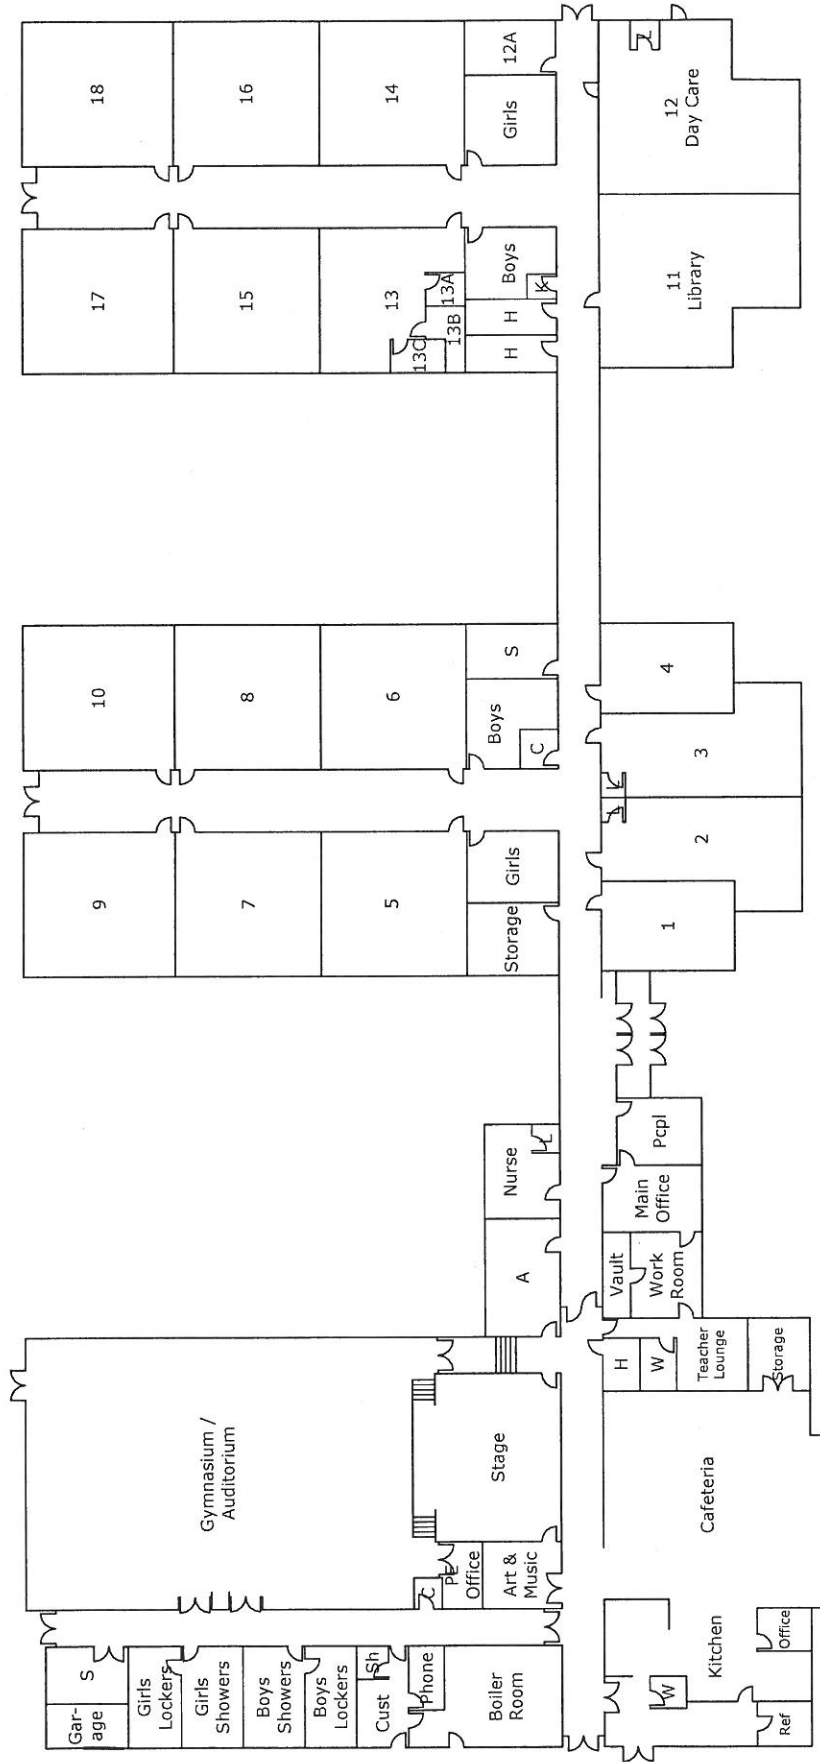 18
16
14
12A
Girls
12
Day Care
L
17
15
13
13A
13B
13C
Boys
K
H
H
11
Library
10
8
6
S
Boys
C
4
3
L
L
2
1
9
7
5
Girls
Storage
Nurse
L
A
Pcpl
Main
Office
Vault
Work
Room
H
W
Teacher
Lounge
Storage
Gymnasium /
Auditorium
Stage
Cafeteria
C
PE
Office
Art &
Music
Kitchen
Office
W
Ref
S
Gar-
age
Girls
Lockers
Girls
Showers
Boys
Showers
Boys
Lockers
Sh
Cust
Phone
Boiler
Room